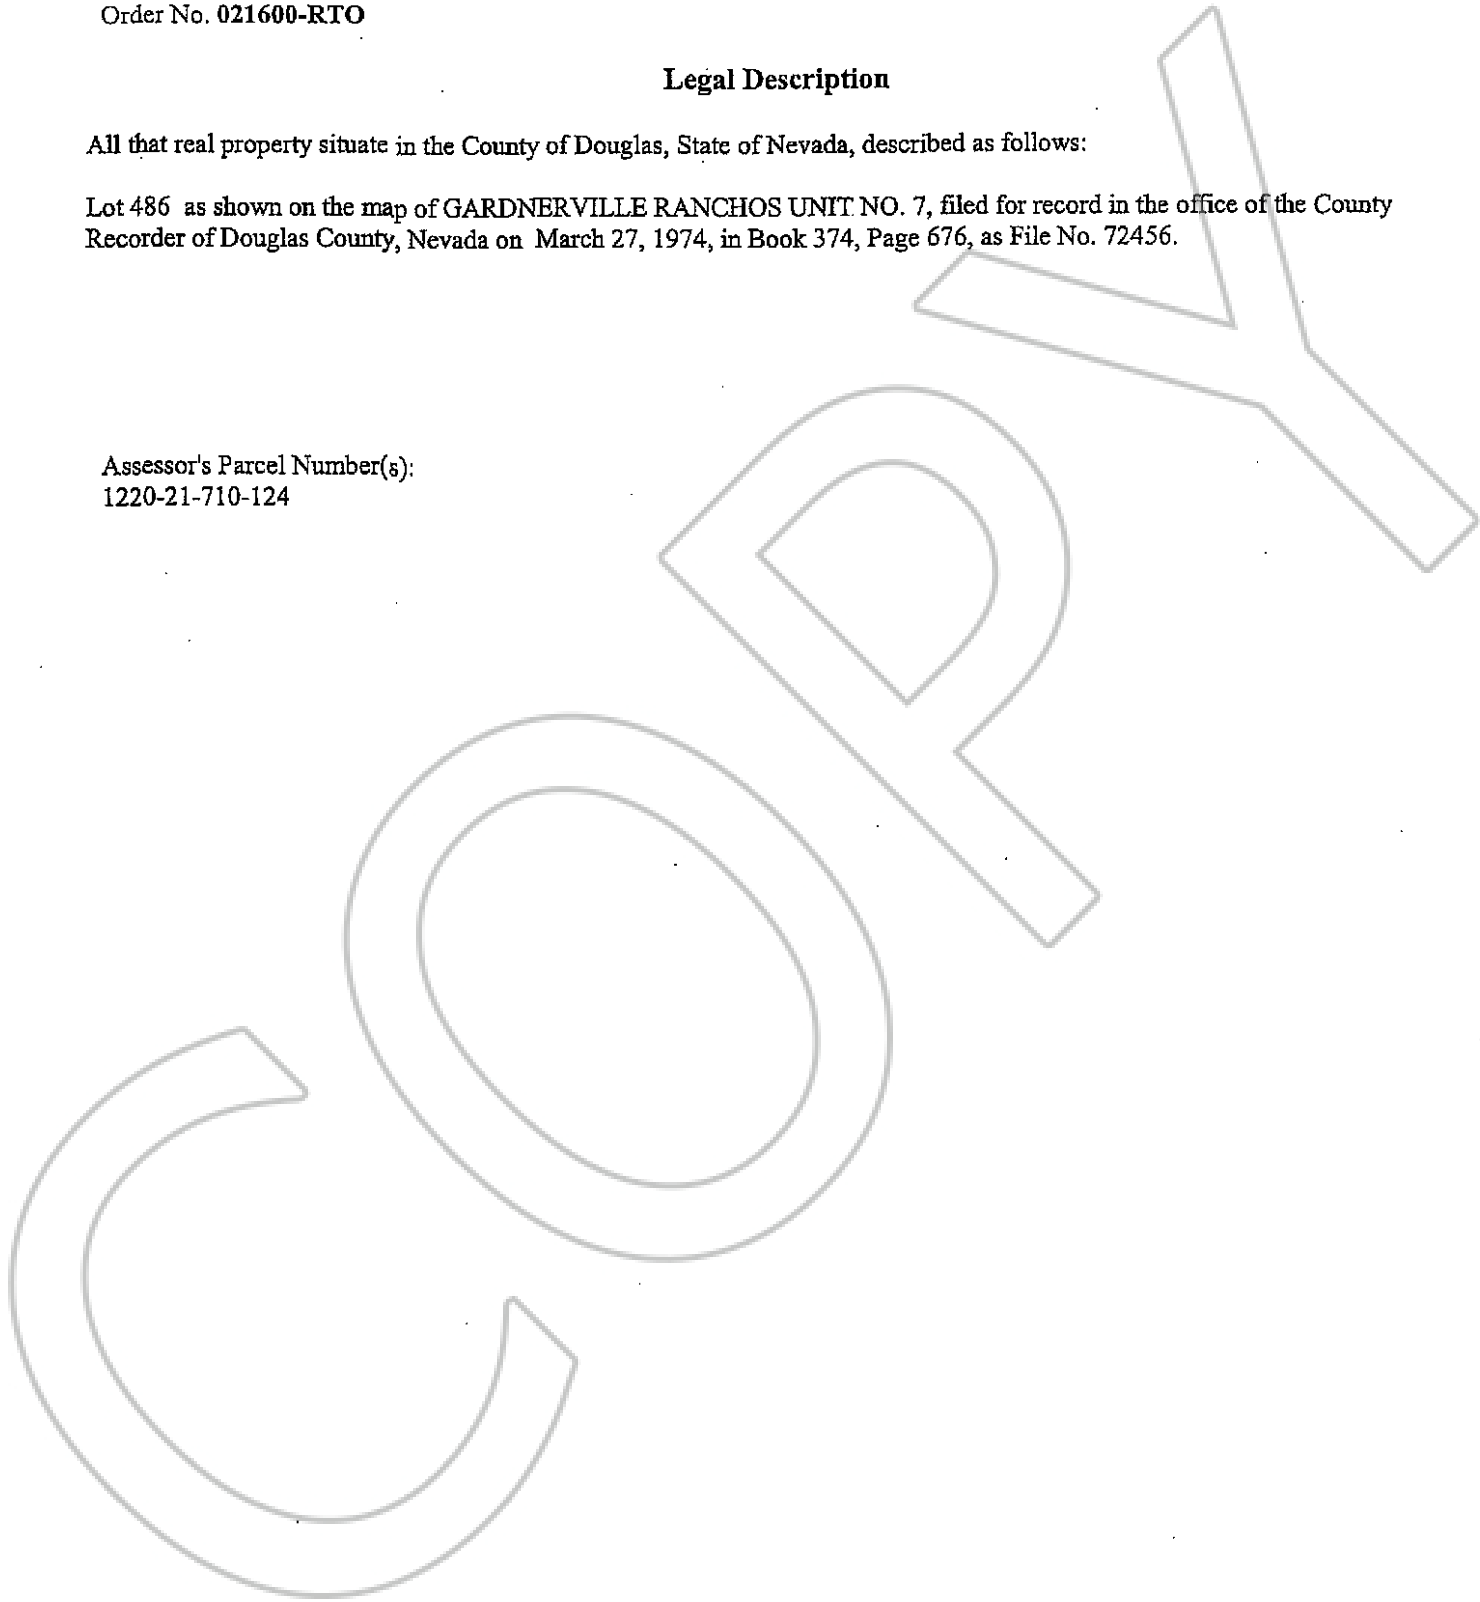 Order No. 021600-RTO
Legal Description
All that real property situate in the County of Douglas, State of Nevada, described as follows:
Lot 486 as shown on the map of GARDNERVILLE RANCHOS UNIT NO. 7, filed for record in the office of the County
Recorder of Douglas County, Nevada on March 27, 1974, in Book 374, Page 676, as File No. 72456.
Assessor's Parcel Number(s):
1220-21-710-124
COPY